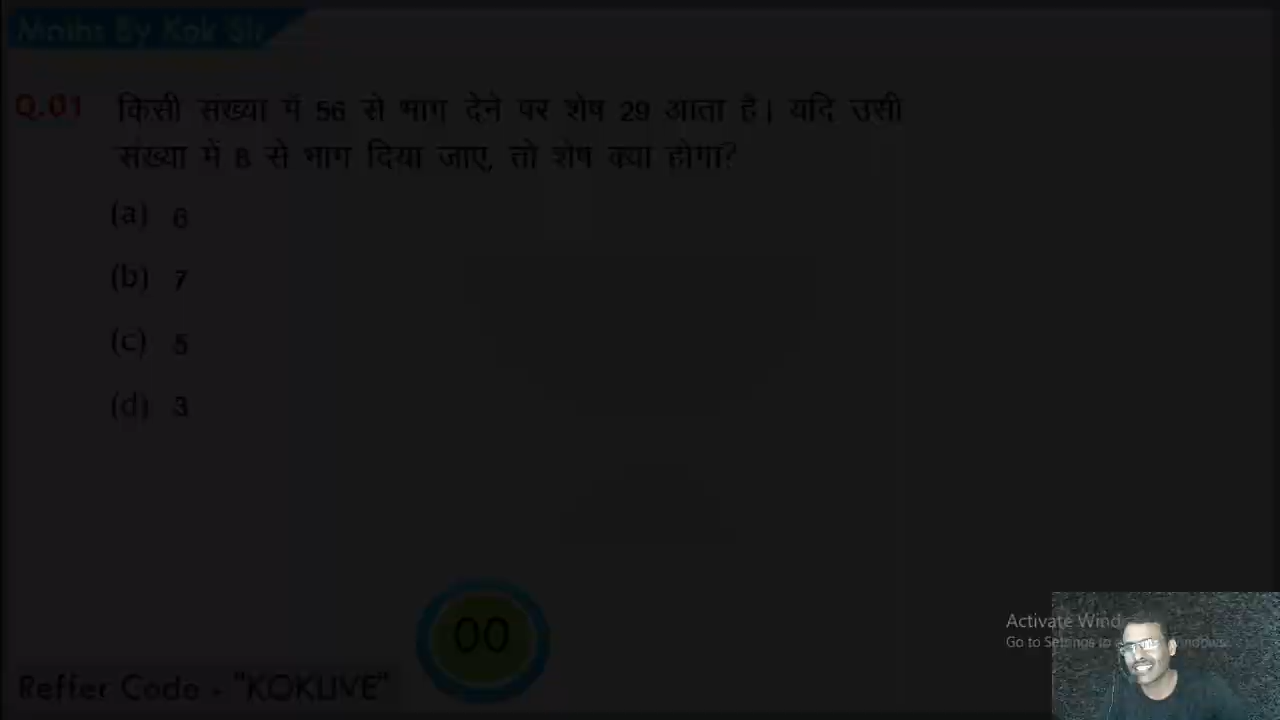 Maths By Kok Sir
Q.01 किसी संख्या में 56 से भाग देने पर शेष 29 आता है। यदि उसी
संख्या में 8 से भाग दिया जाए, तो शेष क्या होगा?
(a) 6
(b) 7
(c) 5
(d) 3
00
Activate Wind
Go to Settings to a Windows.
Reffer Code - "KOKLIVE"